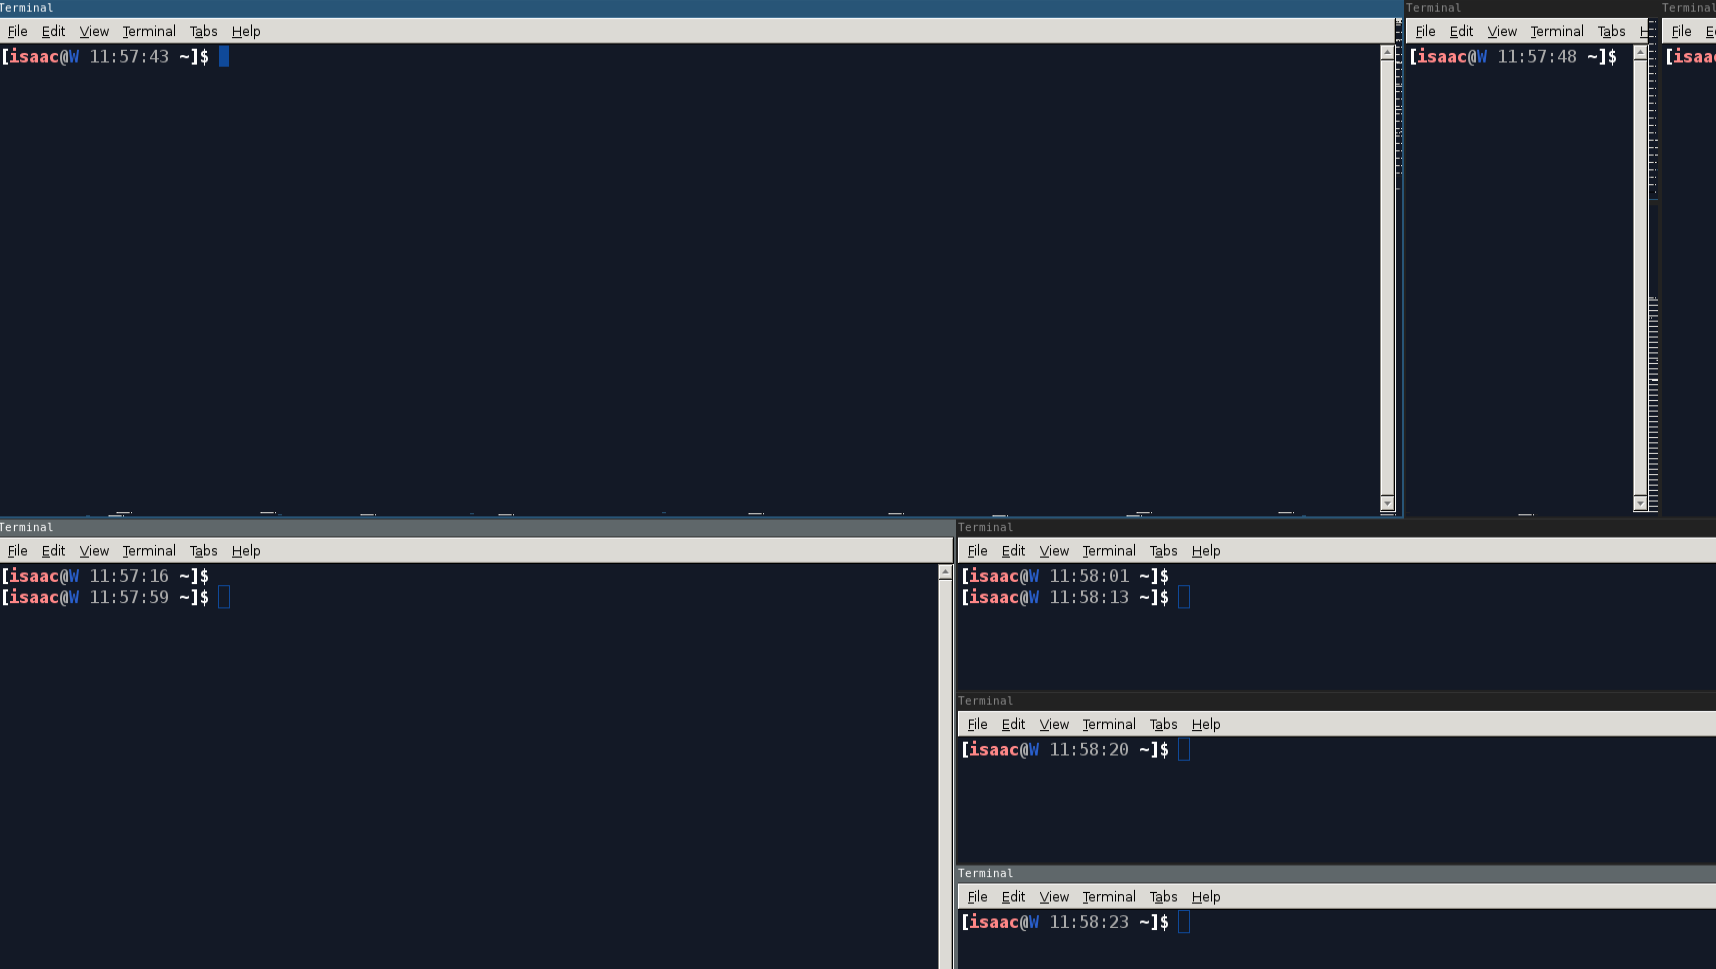 Terminal
File Edit View Terminal Tabs Help
[isaac@W 11:57:43 ~]$
Terminal
File Edit View Terminal Tabs
[isaac@W 11:57:48 ~]$
Terminal
File
Terminal
File Edit View Terminal Tabs Help
[isaac@W 11:57:16 ~]$
[isaac@W 11:57:59 ~]$
Terminal
File Edit View Terminal Tabs Help
[isaac@W 11:58:01 ~]$
[isaac@W 11:58:13 ~]$
Terminal
File Edit View Terminal Tabs Help
[isaac@W 11:58:20 ~]$
Terminal
File Edit View Terminal Tabs Help
[isaac@W 11:58:23 ~]$